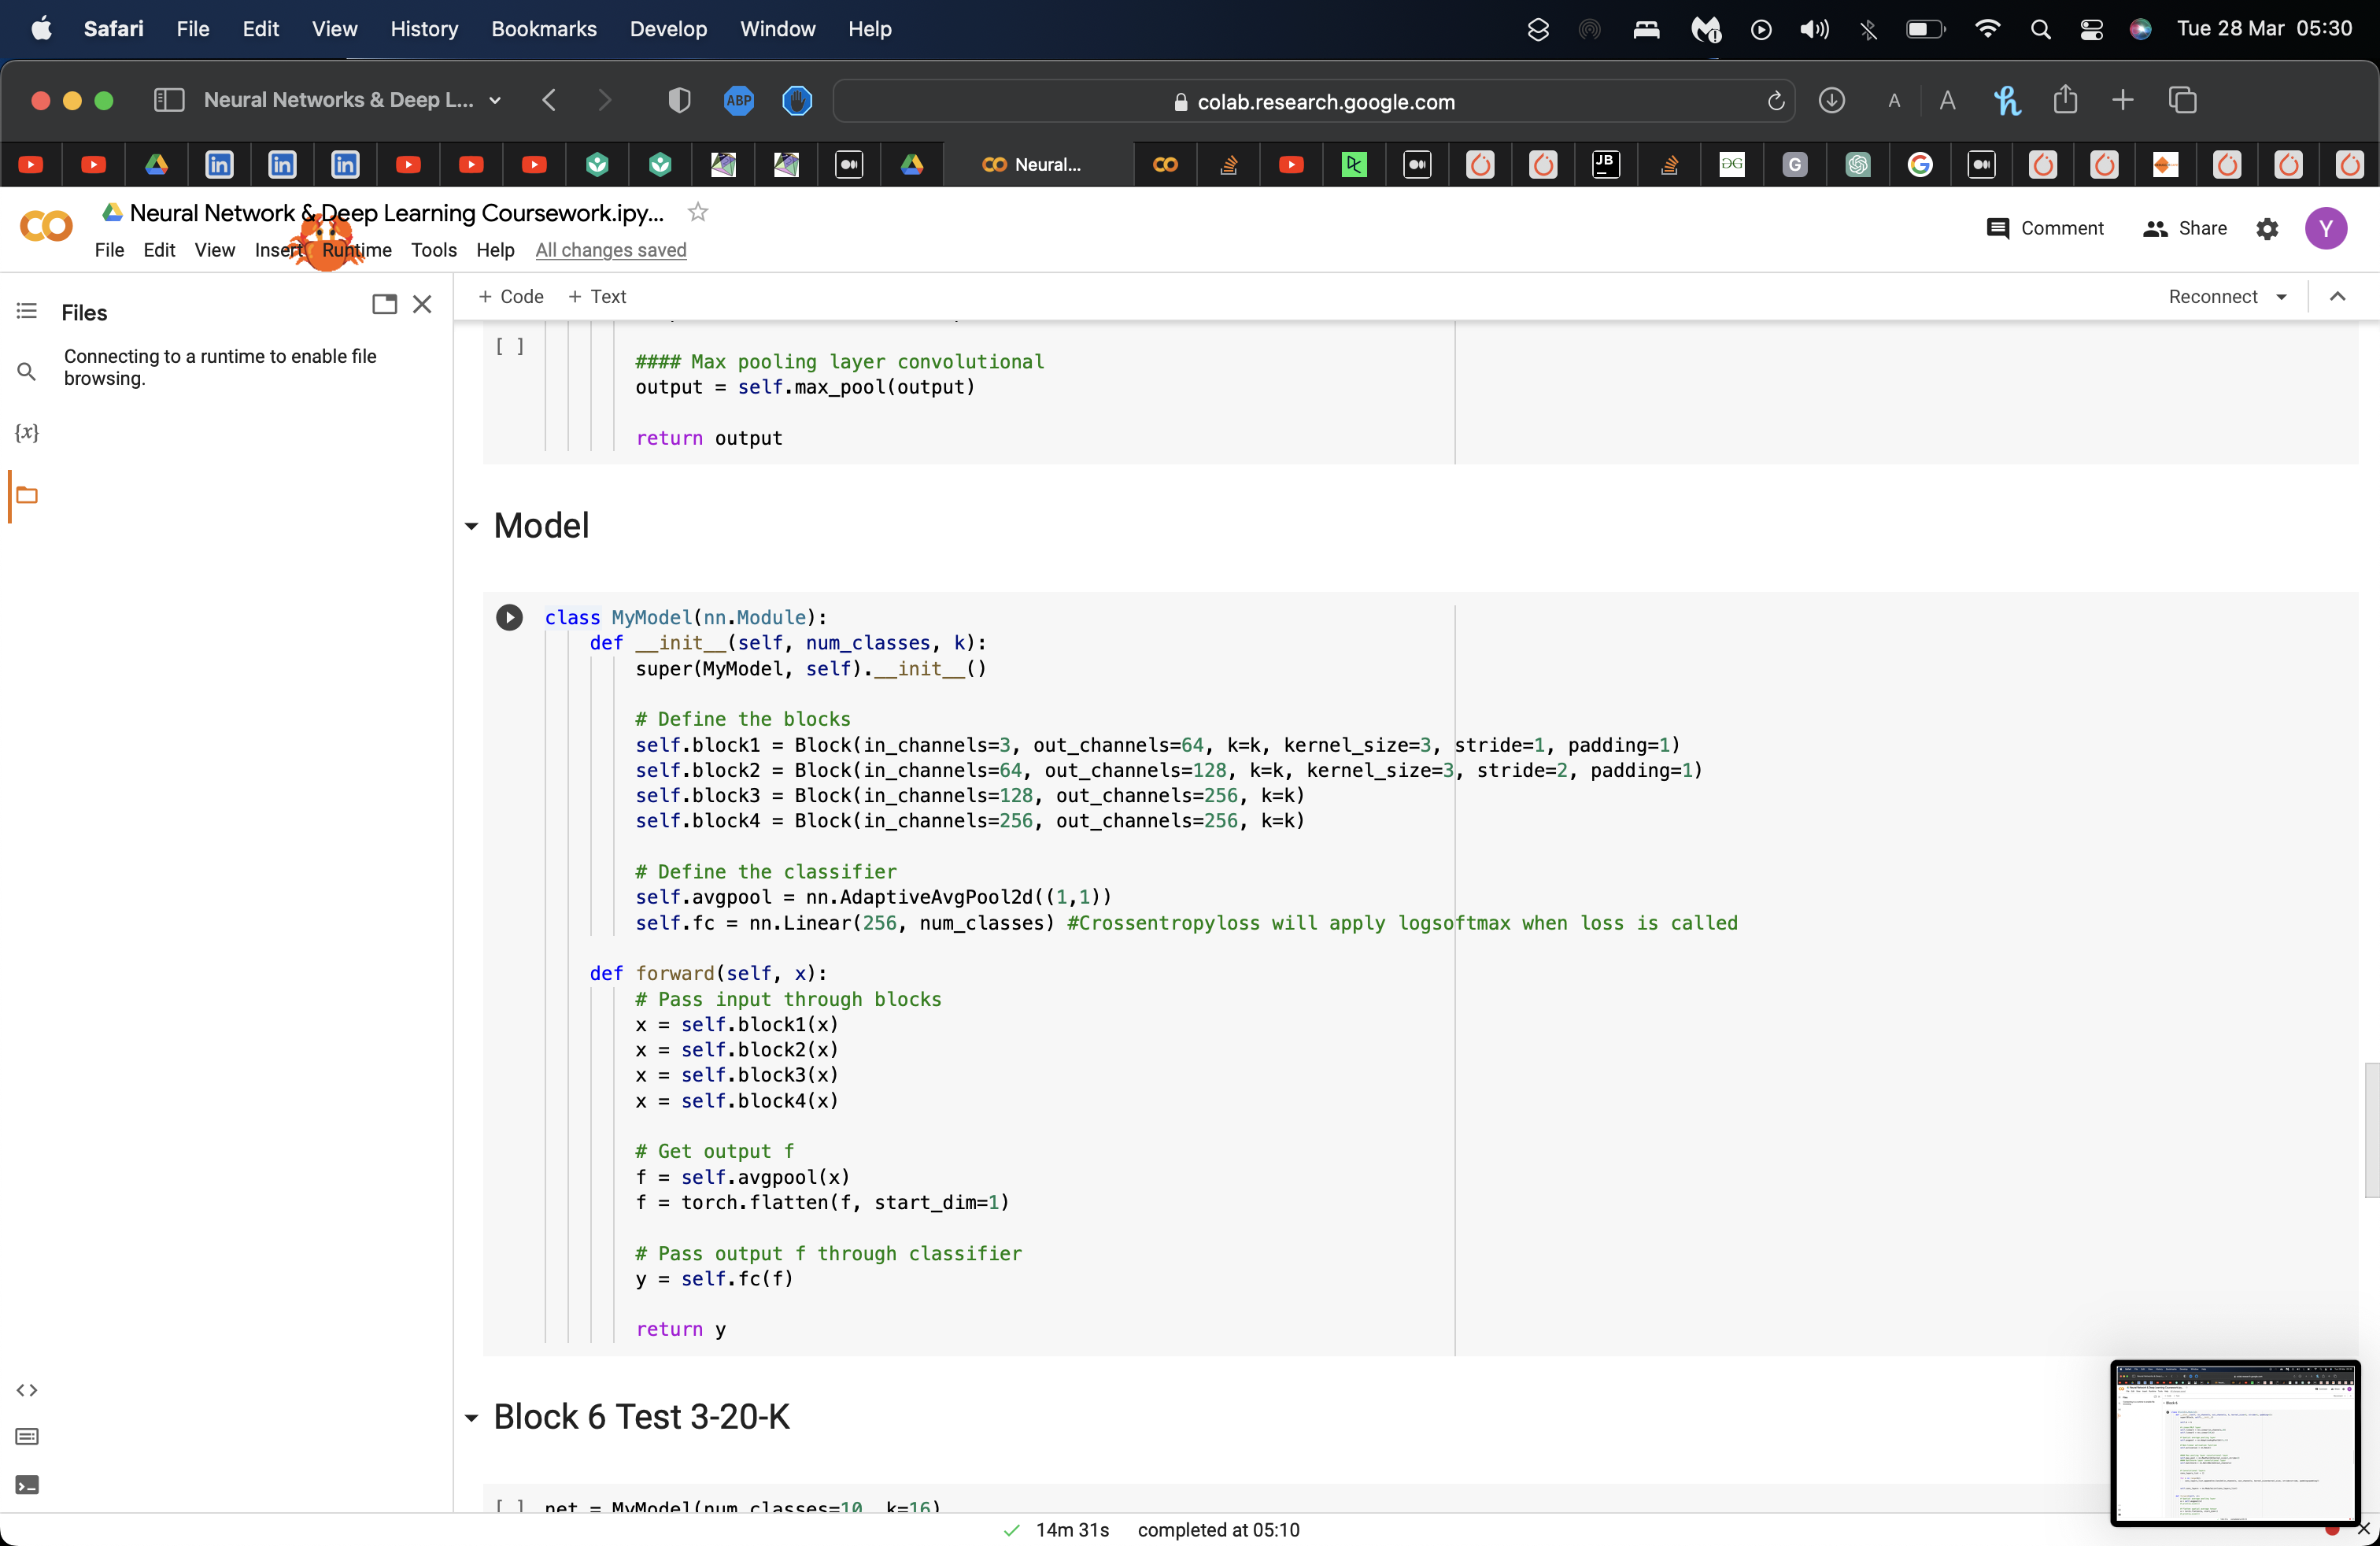 Safari File Edit View History Bookmarks Develop Window Help Tue 28 Mar 05:30
Neural Networks & Deep L... ABP colab.research.google.com A A
Neural...
Neural Network & Deep Learning Coursework.ipy...
File Edit View Insert Runtime Tools Help All changes saved
Comment Share Y
Files
Connecting to a runtime to enable file
browsing.
+ Code + Text Reconnect
[ ]
#### Max pooling layer convolutional
output = self.max_pool(output)
return output
Model
class MyModel(nn.Module):
def __init__(self, num_classes, k):
super(MyModel, self).__init__()
# Define the blocks
self.block1 = Block(in_channels=3, out_channels=64, k=k, kernel_size=3, stride=1, padding=1)
self.block2 = Block(in_channels=64, out_channels=128, k=k, kernel_size=3, stride=2, padding=1)
self.block3 = Block(in_channels=128, out_channels=256, k=k)
self.block4 = Block(in_channels=256, out_channels=256, k=k)
# Define the classifier
self.avgpool = nn.AdaptiveAvgPool2d((1,1))
self.fc = nn.Linear(256, num_classes) #Crossentropyloss will apply logsoftmax when loss is called
def forward(self, x):
# Pass input through blocks
x = self.block1(x)
x = self.block2(x)
x = self.block3(x)
x = self.block4(x)
# Get output f
f = self.avgpool(x)
f = torch.flatten(f, start_dim=1)
# Pass output f through classifier
y = self.fc(f)
return y
Block 6 Test 3-20-K
[ ] net = MyModel(num_classes=10, k=16)
14m 31s completed at 05:10